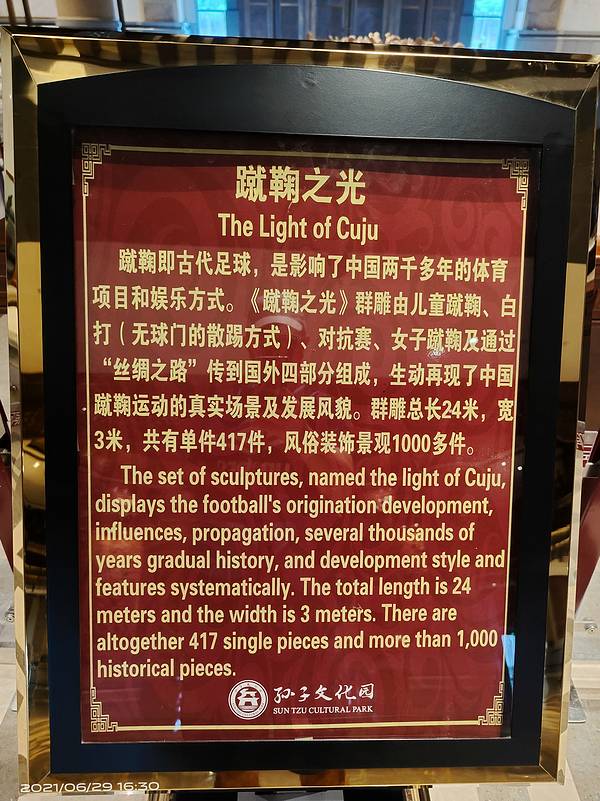 蹴鞠之光
The Light of Cuju
蹴鞠即古代足球，是影响了中国两千多年的体育
项目和娱乐方式。《蹴鞠之光》群雕由儿童蹴鞠、白
打（无球门的散踢方式）、对抗赛、女子蹴鞠及通过
“丝绸之路”传到国外四部分组成，生动再现了中国
蹴鞠运动的真实场景及发展风貌。群雕总长24米，宽
3米，共有单件417件，风俗装饰景观1000多件。
The set of sculptures, named the light of Cuju,
displays the football's origination development,
influences, propagation, several thousands of
years gradual history, and development style and
features systematically. The total length is 24
meters and the width is 3 meters. There are
altogether 417 single pieces and more than 1,000
historical pieces.
孙子文化园
SUN TZU CULTURAL PARK
2021/06/29 16:30